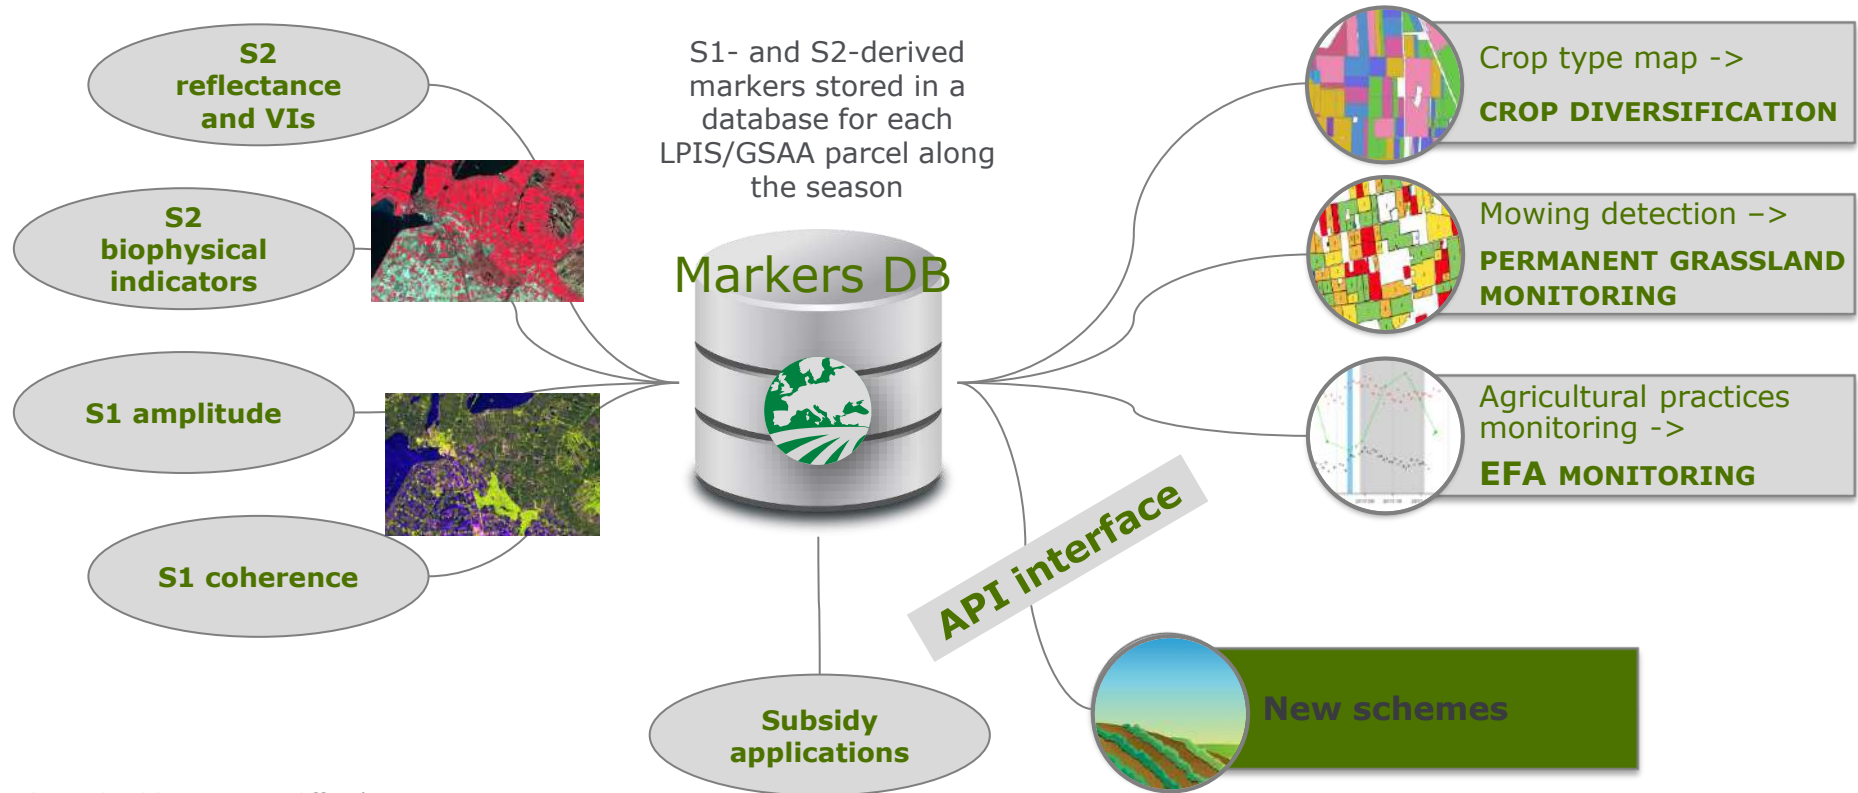 S2
reflectance
and VIs
S2
biophysical
indicators
S1 amplitude
S1 coherence
S1- and S2-derived
markers stored in a
database for each
LPIS/GSAA parcel along
the season
Markers DB
Subsidy
applications
API interface
Crop type map ->
CROP DIVERSIFICATION
Mowing detection –>
PERMANENT GRASSLAND
MONITORING
Agricultural practices
monitoring ->
EFA MONITORING
New schemes